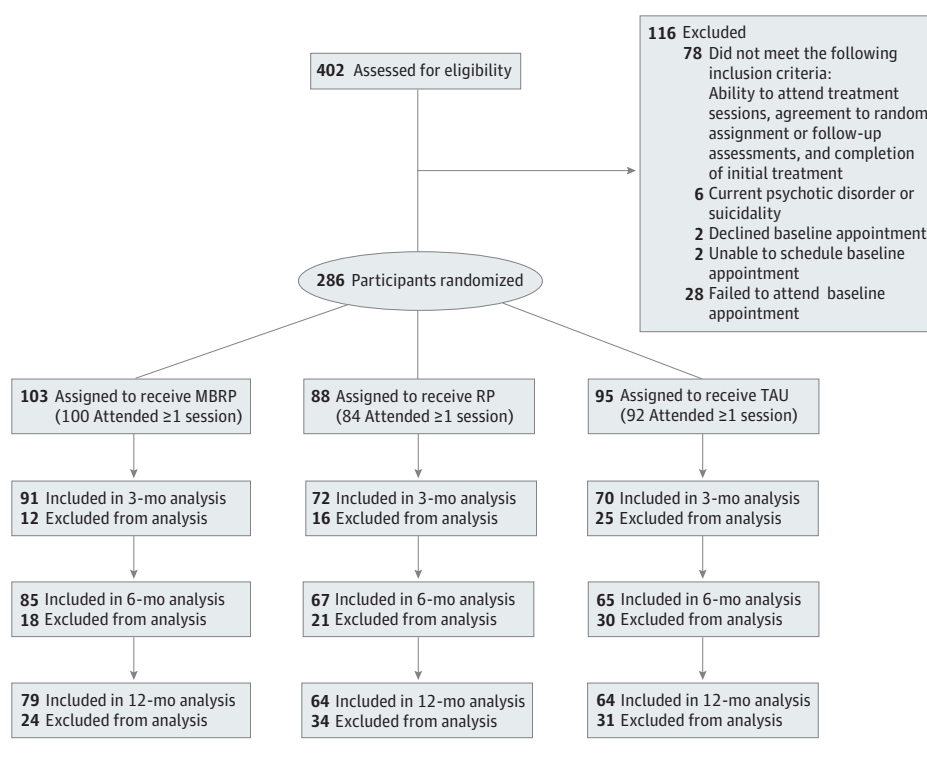 402 Assessed for eligibility
116 Excluded
78 Did not meet the following
inclusion criteria:
Ability to attend treatment
sessions, agreement to random
assignment or follow-up
assessments, and completion
of initial treatment
6 Current psychotic disorder or
suicidality
2 Declined baseline appointment
2 Unable to schedule baseline
appointment
28 Failed to attend baseline
appointment
286 Participants randomized
103 Assigned to receive MBRP
(100 Attended ≥1 session)
88 Assigned to receive RP
(84 Attended ≥1 session)
95 Assigned to receive TAU
(92 Attended ≥1 session)
91 Included in 3-mo analysis
12 Excluded from analysis
72 Included in 3-mo analysis
16 Excluded from analysis
70 Included in 3-mo analysis
25 Excluded from analysis
85 Included in 6-mo analysis
18 Excluded from analysis
67 Included in 6-mo analysis
21 Excluded from analysis
65 Included in 6-mo analysis
30 Excluded from analysis
79 Included in 12-mo analysis
24 Excluded from analysis
64 Included in 12-mo analysis
34 Excluded from analysis
64 Included in 12-mo analysis
31 Excluded from analysis